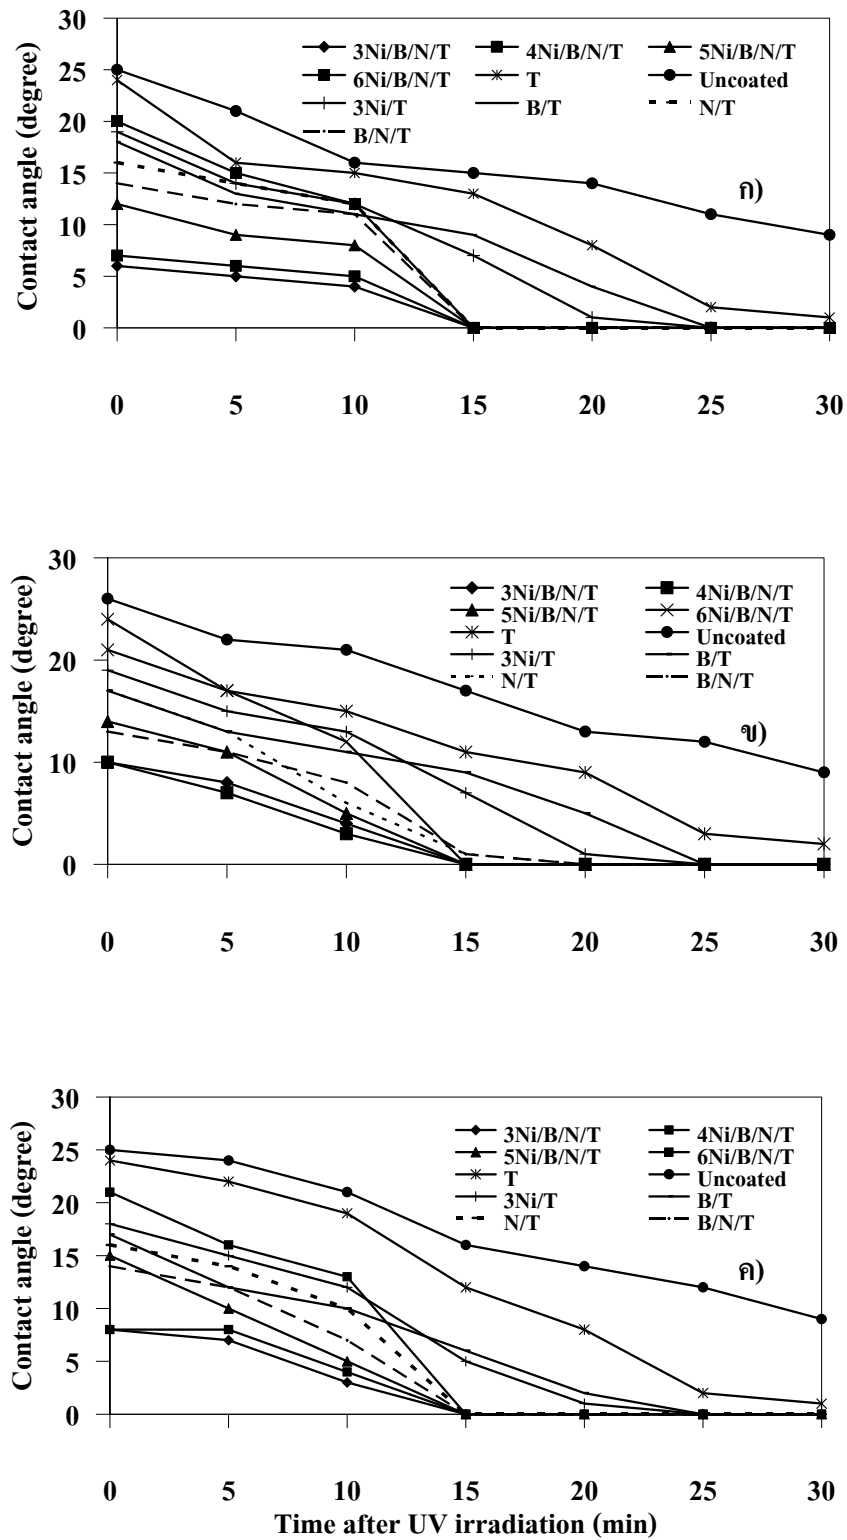 30
3Ni/B/N/T 4Ni/B/N/T 5Ni/B/N/T
25
6Ni/B/N/T T Uncoated
3Ni/T B/T N/T
20
B/N/T
Contact angle (degree)
15
ก)
10
5
0
0 5 10 15 20 25 30
30
3Ni/B/N/T 4Ni/B/N/T
5Ni/B/N/T 6Ni/B/N/T
T Uncoated
3Ni/T B/T
N/T B/N/T
20
Contact angle (degree)
ข)
10
0
0 5 10 15 20 25 30
30
3Ni/B/N/T 4Ni/B/N/T
5Ni/B/N/T 6Ni/B/N/T
25
T Uncoated
3Ni/T B/T
20
N/T B/N/T
Contact angle (degree)
15
ค)
10
5
0
0 5 10 15 20 25 30
Time after UV irradiation (min)